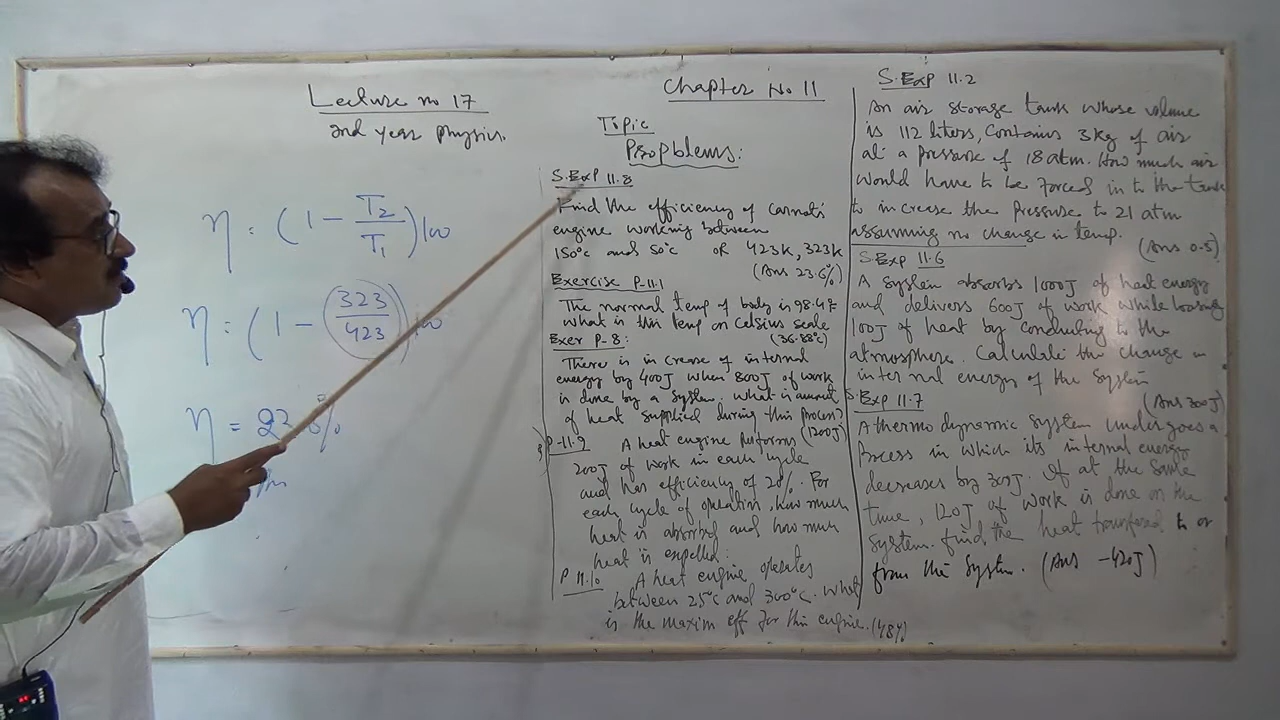 Lecture no 17
2nd year physics.
η = (1 - T2/T1)100
η = (1 - 323/423)100
η = 23.6%
Chapter No 11
Topic
Propblems:
S.Exp 11.8
Find the efficiency of Carnot's
engine working between
150°c and 50°c or 423k, 323k
(Ans 23.6%)
Exercise P-11.1
The normal temp of body is 98.4F
what is this temp on Celsius scale
(36.88°c)
Exer P-8:
There is increase of internal
energy by 400J when 800J of work
is done by a system. what is amount
of heat supplied during this process?
(1200J)
P-11.9 A heat engine performs
200J of work in each cycle
and has efficiency of 20%. For
each cycle of operation, how much
heat is absorbed and how much
heat is expelled:
P 11.10 A heat engine operates
between 25°c and 300°c. what
is the maxim eff for this engine. (48%)
S.Exp 11.2
An air storage tank whose volume
is 112 liters, contains 3kg of air
at a pressure of 18 atm. How much air
would have to be forced in to the tank
to increase the pressure to 21 atm
assuming no change in temp.
(Ans 0.5)
S.Exp 11.6
A system absorbs 1000J of heat energy
and delivers 600J of work while loosing
100J of heat by conducting to the
atmosphere. Calculate the change in
internal energy of the system
(Ans 300J)
S.Exp 11.7
A thermo dynamic system undergoes a
Process in which its internal energy
decreases by 300J. If at the same
time, 120J of work is done on the
system. find the heat transferred to or
from the system. (Ans -420J)